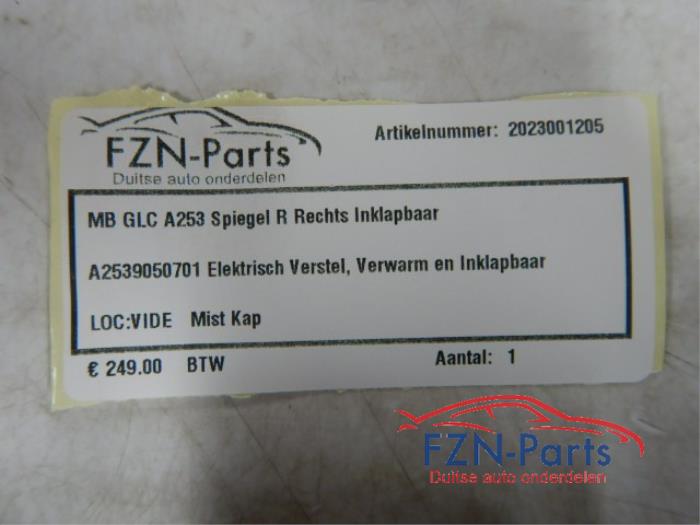 FZN-Parts
Duitse auto onderdelen
Artikelnummer: 2023001205
MB GLC A253 Spiegel R Rechts Inklapbaar
A2539050701 Elektrisch Verstel, Verwarm en Inklapbaar
LOC:VIDE Mist Kap
€ 249.00 BTW
Aantal: 1
FZN-Parts
Duitse auto onderdelen